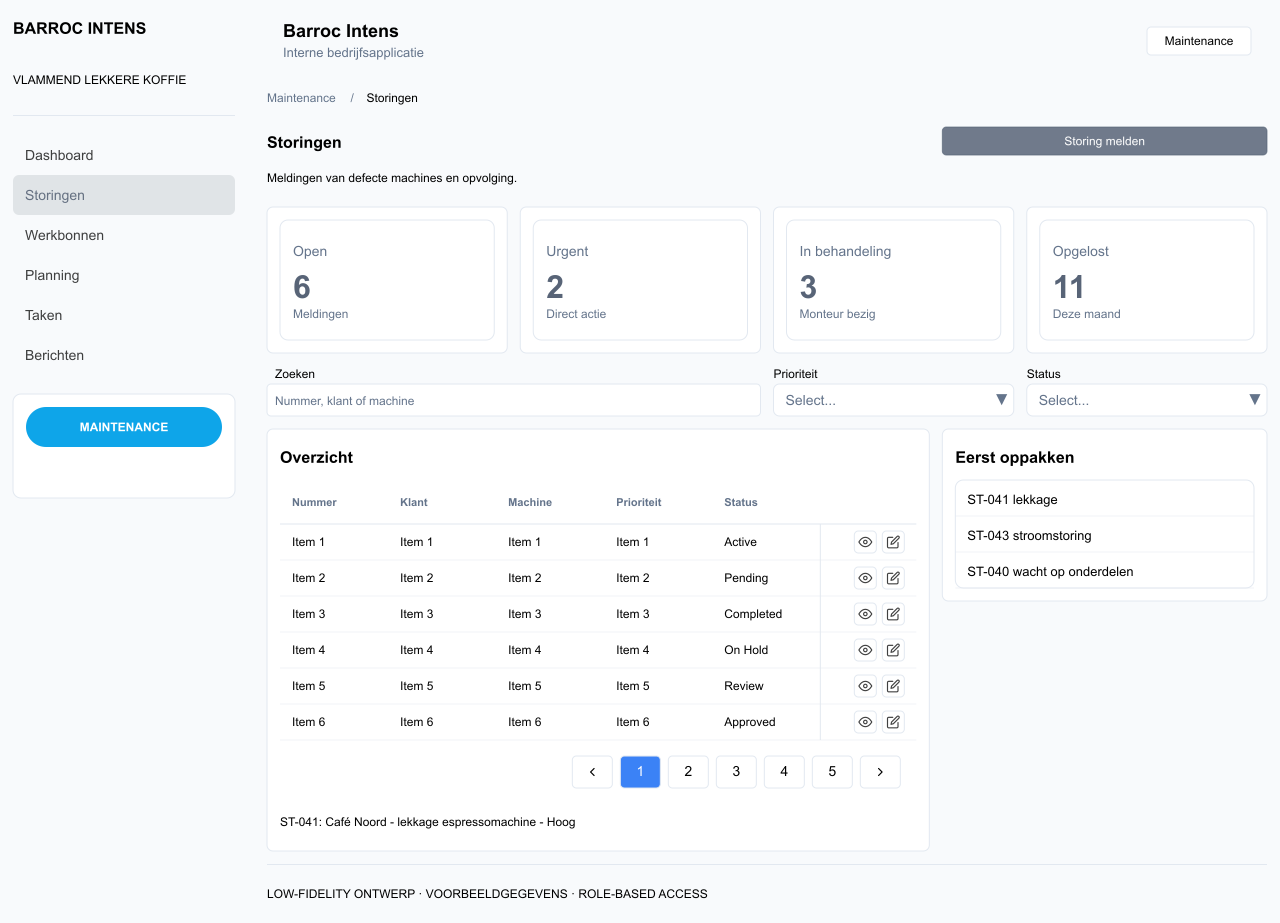 BARROC INTENS
VLAMMEND LEKKERE KOFFIE
Dashboard
Storingen
Werkbonnen
Planning
Taken
Berichten
MAINTENANCE
Barroc Intens
Interne bedrijfsapplicatie
Maintenance
Maintenance / Storingen
Storingen
Storing melden
Meldingen van defecte machines en opvolging.
Open
6
Meldingen
Urgent
2
Direct actie
In behandeling
3
Monteur bezig
Opgelost
11
Deze maand
Zoeken
Nummer, klant of machine
Prioriteit
Select...
Status
Select...
Overzicht
Nummer Klant Machine Prioriteit Status
Item 1 Item 1 Item 1 Item 1 Active
Item 2 Item 2 Item 2 Item 2 Pending
Item 3 Item 3 Item 3 Item 3 Completed
Item 4 Item 4 Item 4 Item 4 On Hold
Item 5 Item 5 Item 5 Item 5 Review
Item 6 Item 6 Item 6 Item 6 Approved
‹ 1 2 3 4 5 ›
ST-041: Café Noord - lekkage espressomachine - Hoog
Eerst oppakken
ST-041 lekkage
ST-043 stroomstoring
ST-040 wacht op onderdelen
LOW-FIDELITY ONTWERP · VOORBEELDGEGEVENS · ROLE-BASED ACCESS